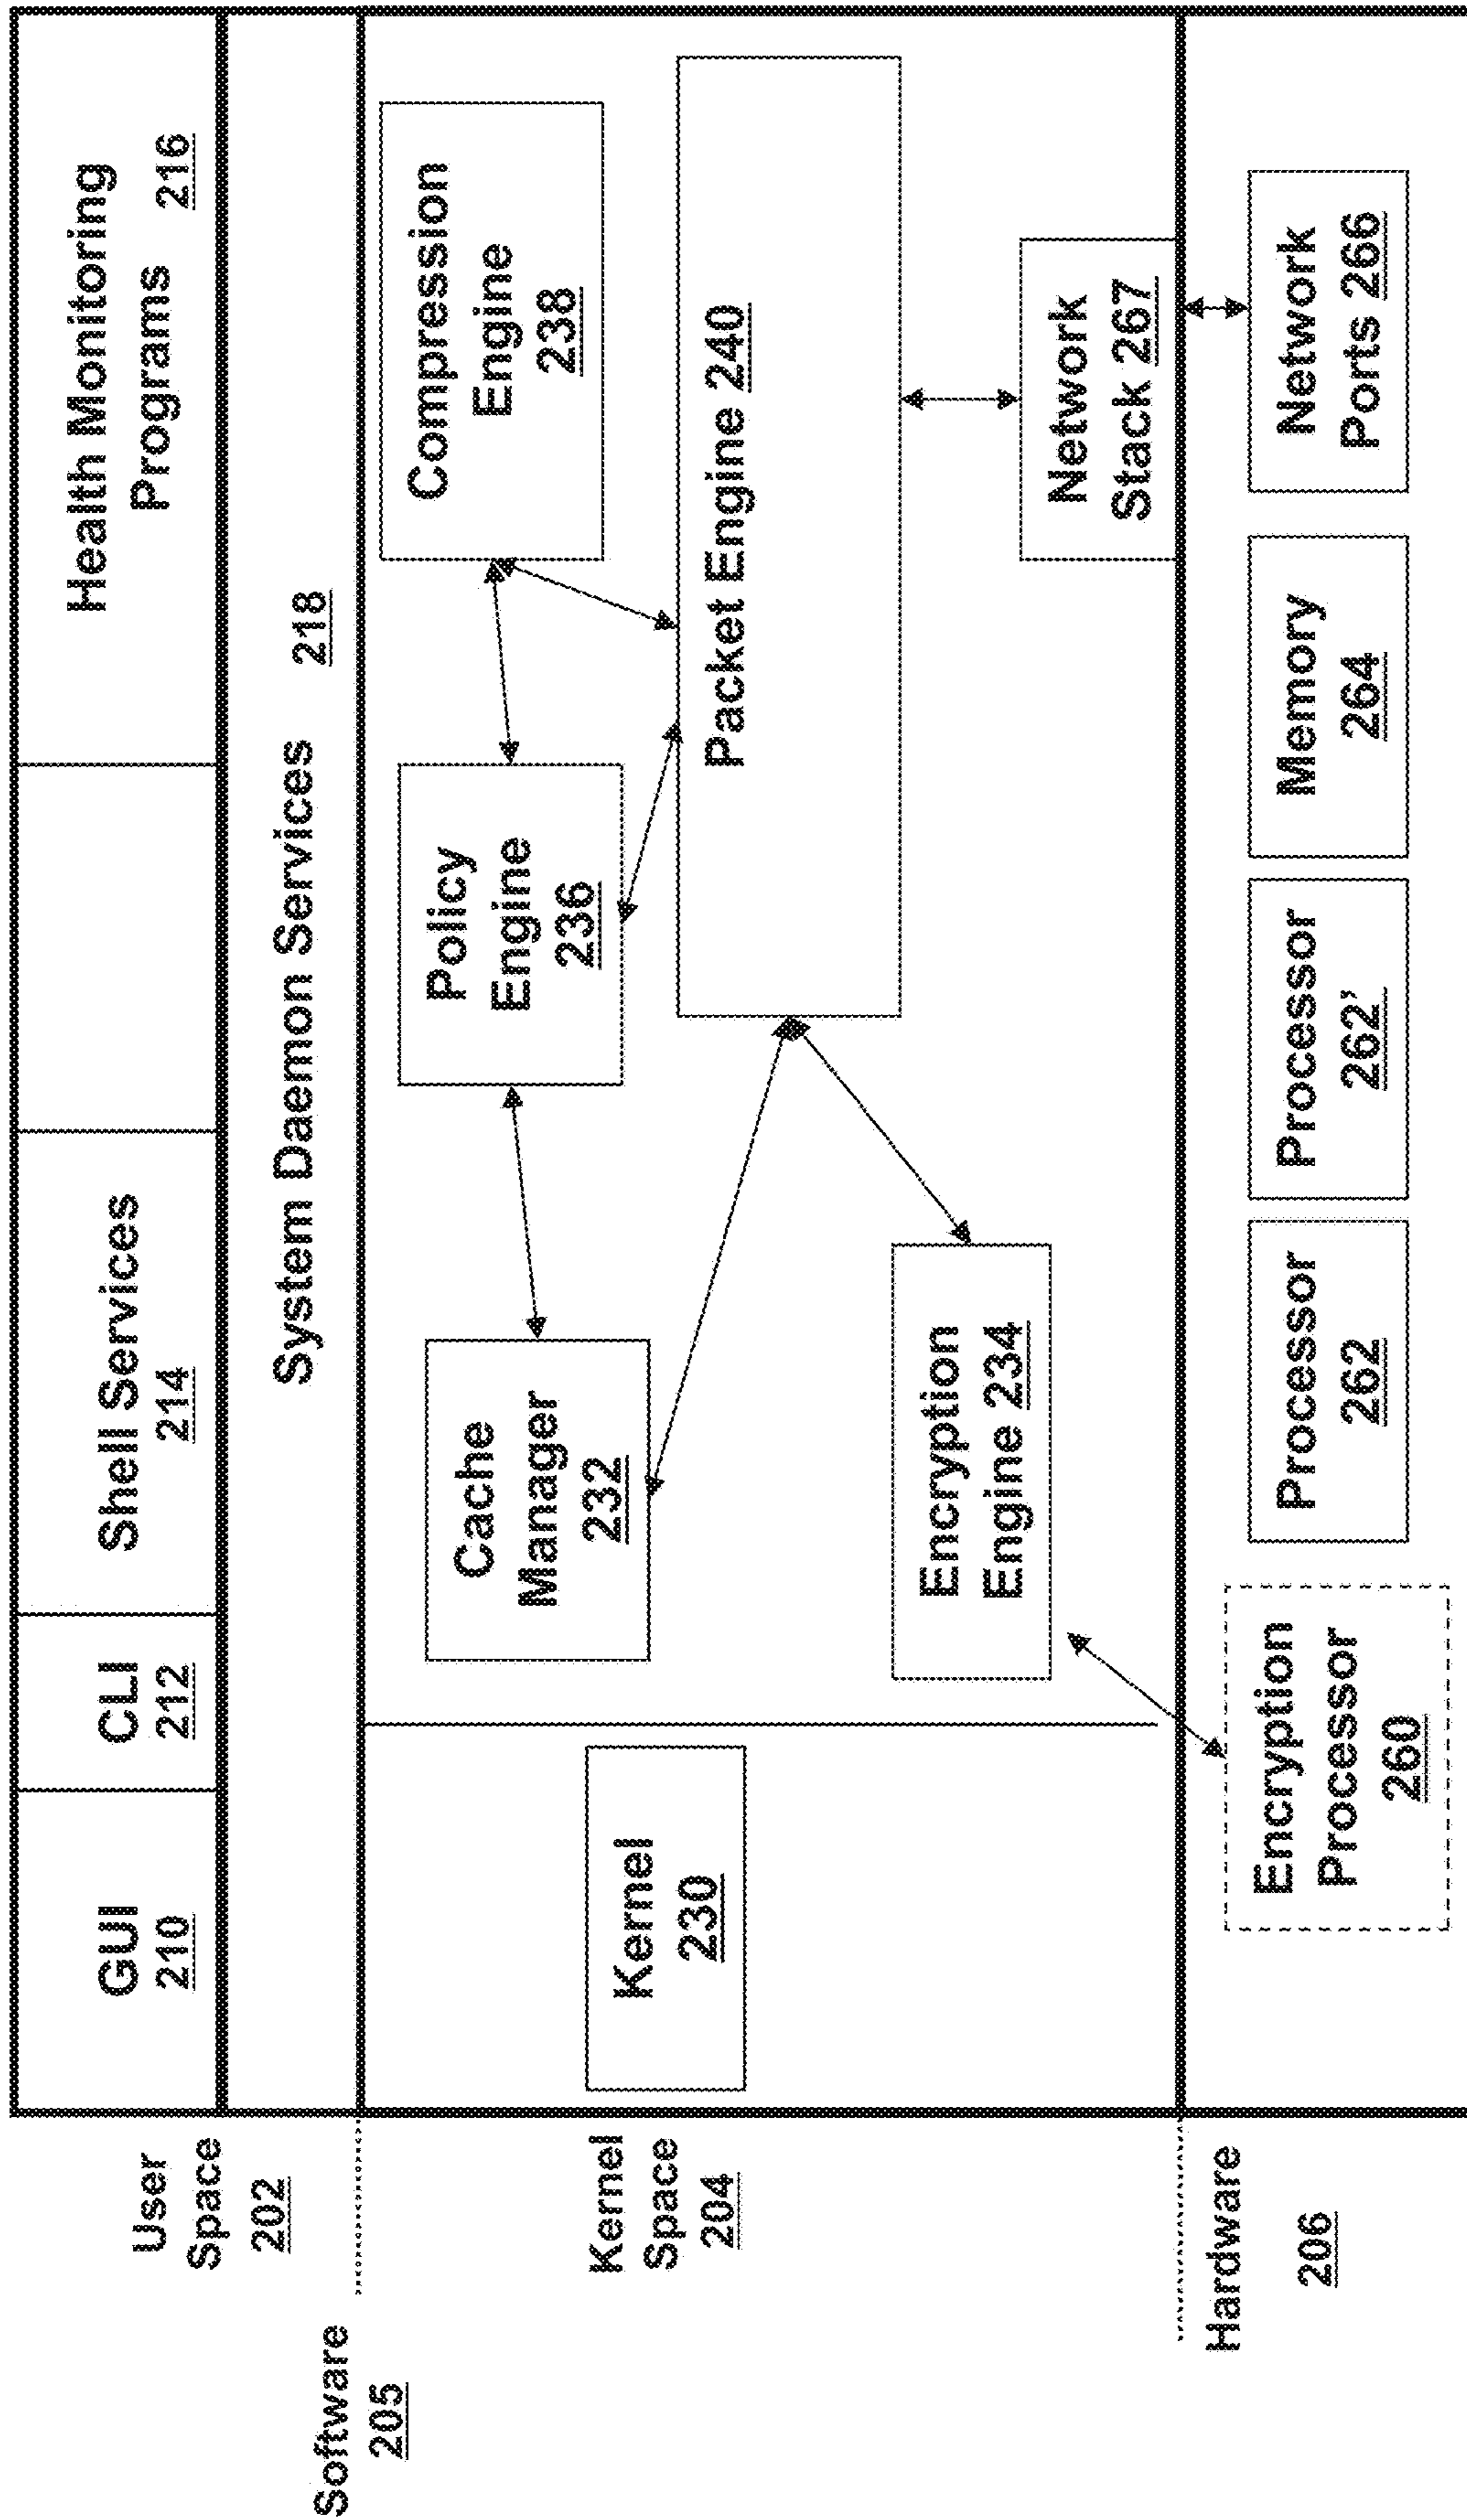 User
Space
202
Software
205
Kernel
Space
204
Hardware
206
GUI
210
CLI
212
Shell Services
214
Health Monitoring
Programs 216
System Daemon Services 218
Kernel
230
Cache
Manager
232
Policy
Engine
236
Compression
Engine
238
Packet Engine 240
Encryption
Engine 234
Network
Stack 267
Encryption
Processor
260
Processor
262
Processor
262’
Memory
264
Network
Ports 266